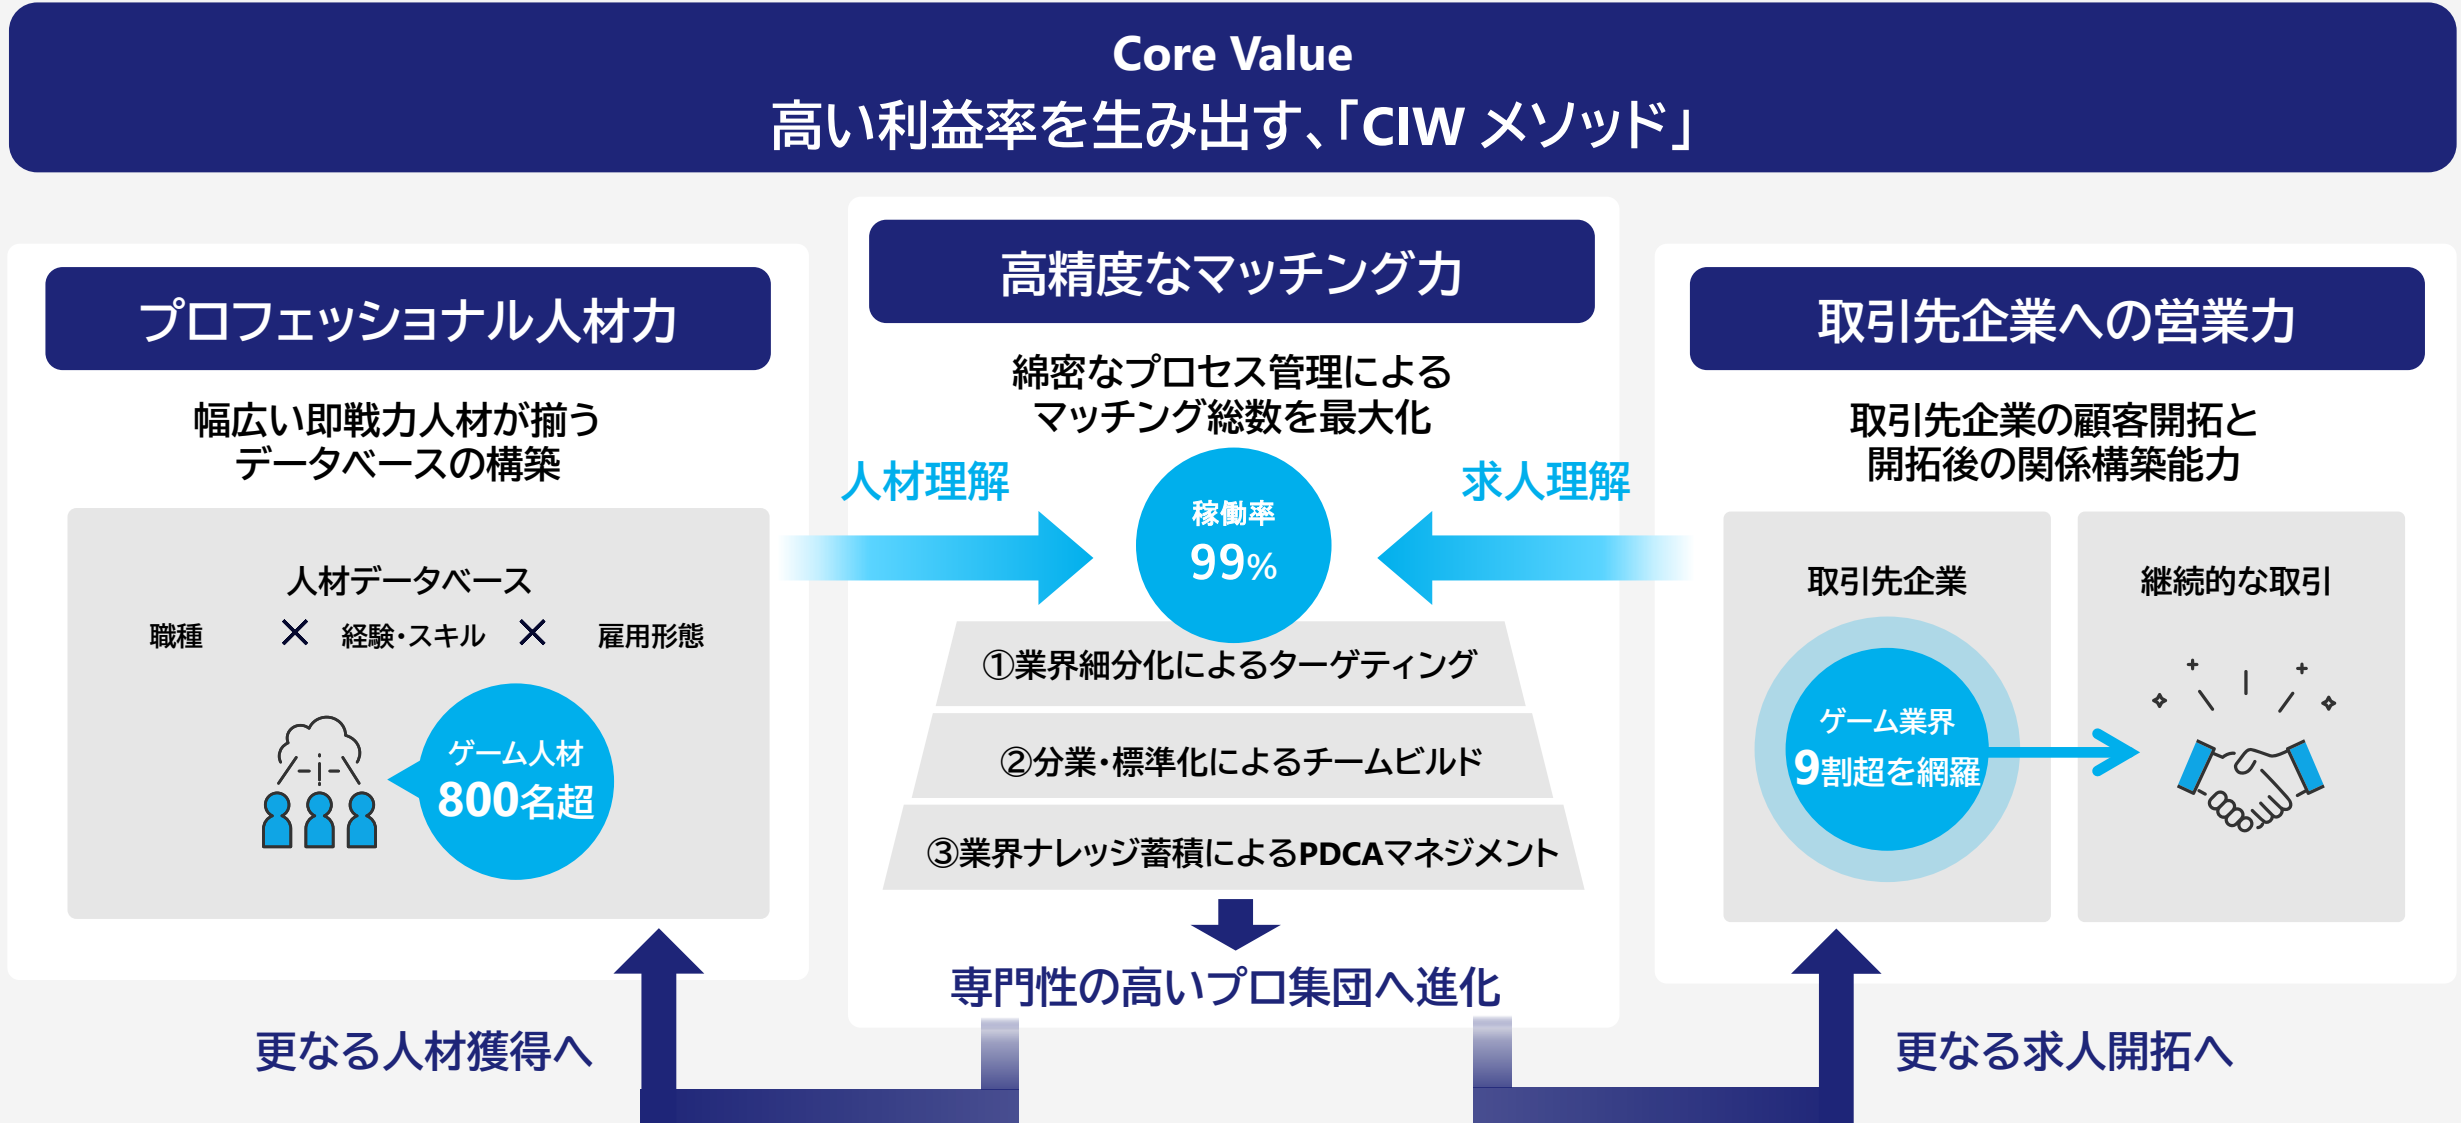 Core Value
高い利益率を生み出す、「CIW メソッド」
プロフェッショナル人材力
幅広い即戦力人材が揃う
データベースの構築
人材データベース
職種 × 経験・スキル × 雇用形態
ゲーム人材
800名超
更なる人材獲得へ
人材理解
高精度なマッチング力
綿密なプロセス管理による
マッチング総数を最大化
稼働率
99%
①業界細分化によるターゲティング
②分業・標準化によるチームビルド
③業界ナレッジ蓄積によるPDCAマネジメント
専門性の高いプロ集団へ進化
求人理解
取引先企業への営業力
取引先企業の顧客開拓と
開拓後の関係構築能力
取引先企業
ゲーム業界
9割超を網羅
継続的な取引
更なる求人開拓へ